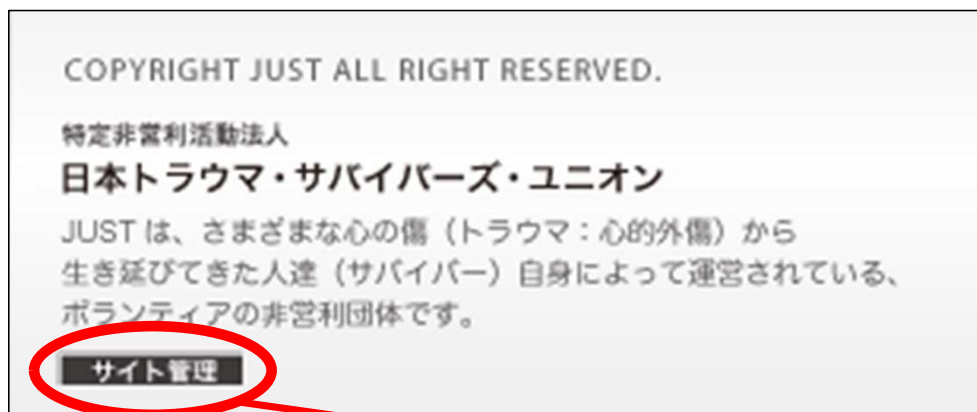 COPYRIGHT JUST ALL RIGHT RESERVED.
特定非営利活動法人
日本トラウマ・サバイバーズ・ユニオン
JUST は、さまざまな心の傷（トラウマ：心的外傷）から
生き延びてきた人達（サバイバー）自身によって運営されている、
ボランティアの非営利団体です。
サイト管理